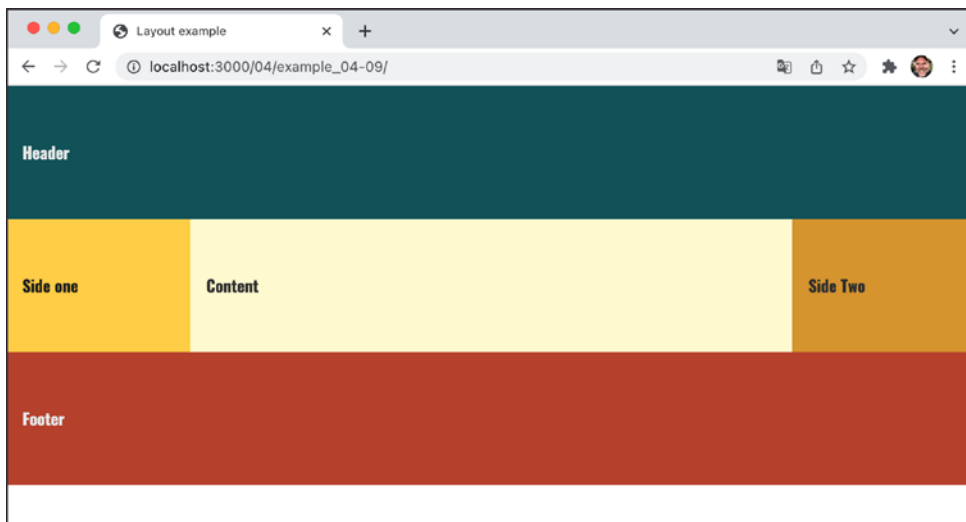 Layout example
localhost:3000/04/example_04-09/
Header
Side one
Content
Side Two
Footer